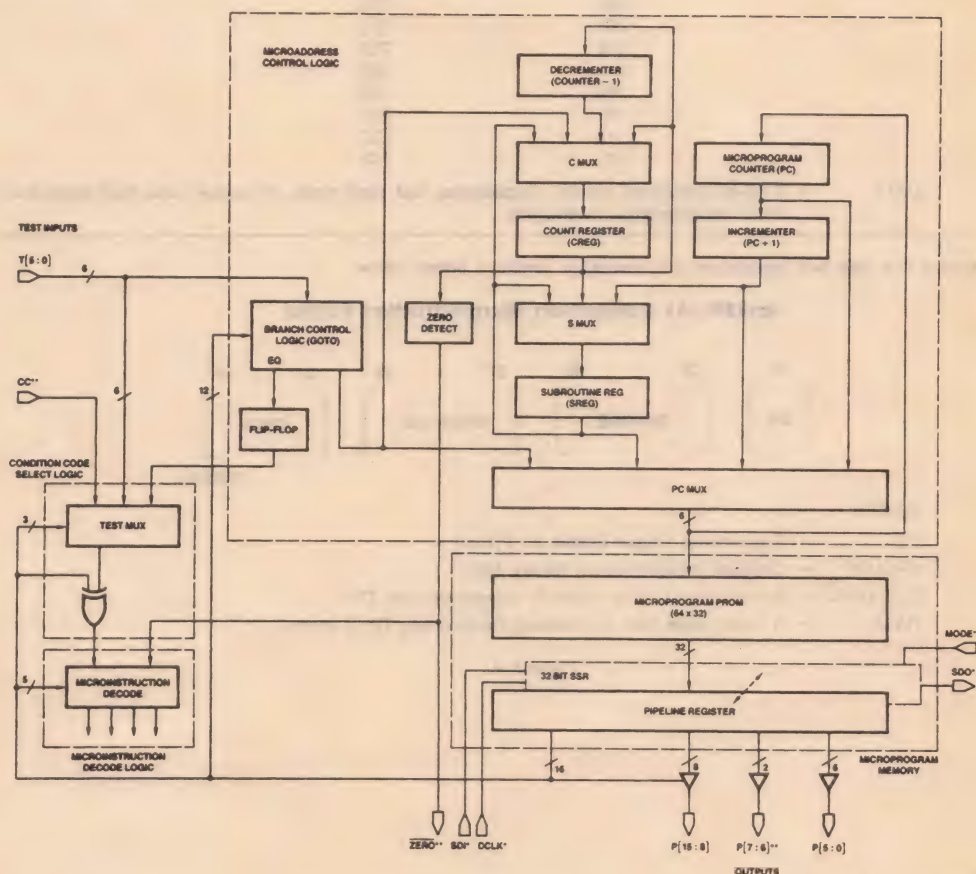 MICROADDRESS
CONTROL LOGIC
DECREMENTER
(COUNTER – 1)
C MUX
MICROPROGRAM
COUNTER (PC)
COUNT REGISTER
(CREG)
INCREMENTER
(PC + 1)
TEST INPUTS
T[5 : 0]
6
BRANCH CONTROL
LOGIC (GOTO)
EQ
ZERO
DETECT
S MUX
CC**
6
12
SUBROUTINE REG
(SREG)
FLIP-FLOP
CONDITION CODE
SELECT LOGIC
TEST MUX
3
PC MUX
6
MICROPROGRAM PROM
(64 x 32)
32
MODE*
SDO*
32 BIT SSR
MICROINSTRUCTION
DECODE
5
PIPELINE REGISTER
MICROINSTRUCTION
DECODE LOGIC
MICROPROGRAM
MEMORY
16
8
2
6
ZERO**
SDI*
DCLK*
P[15 : 8]
P[7 : 6]**
P[5 : 0]
OUTPUTS